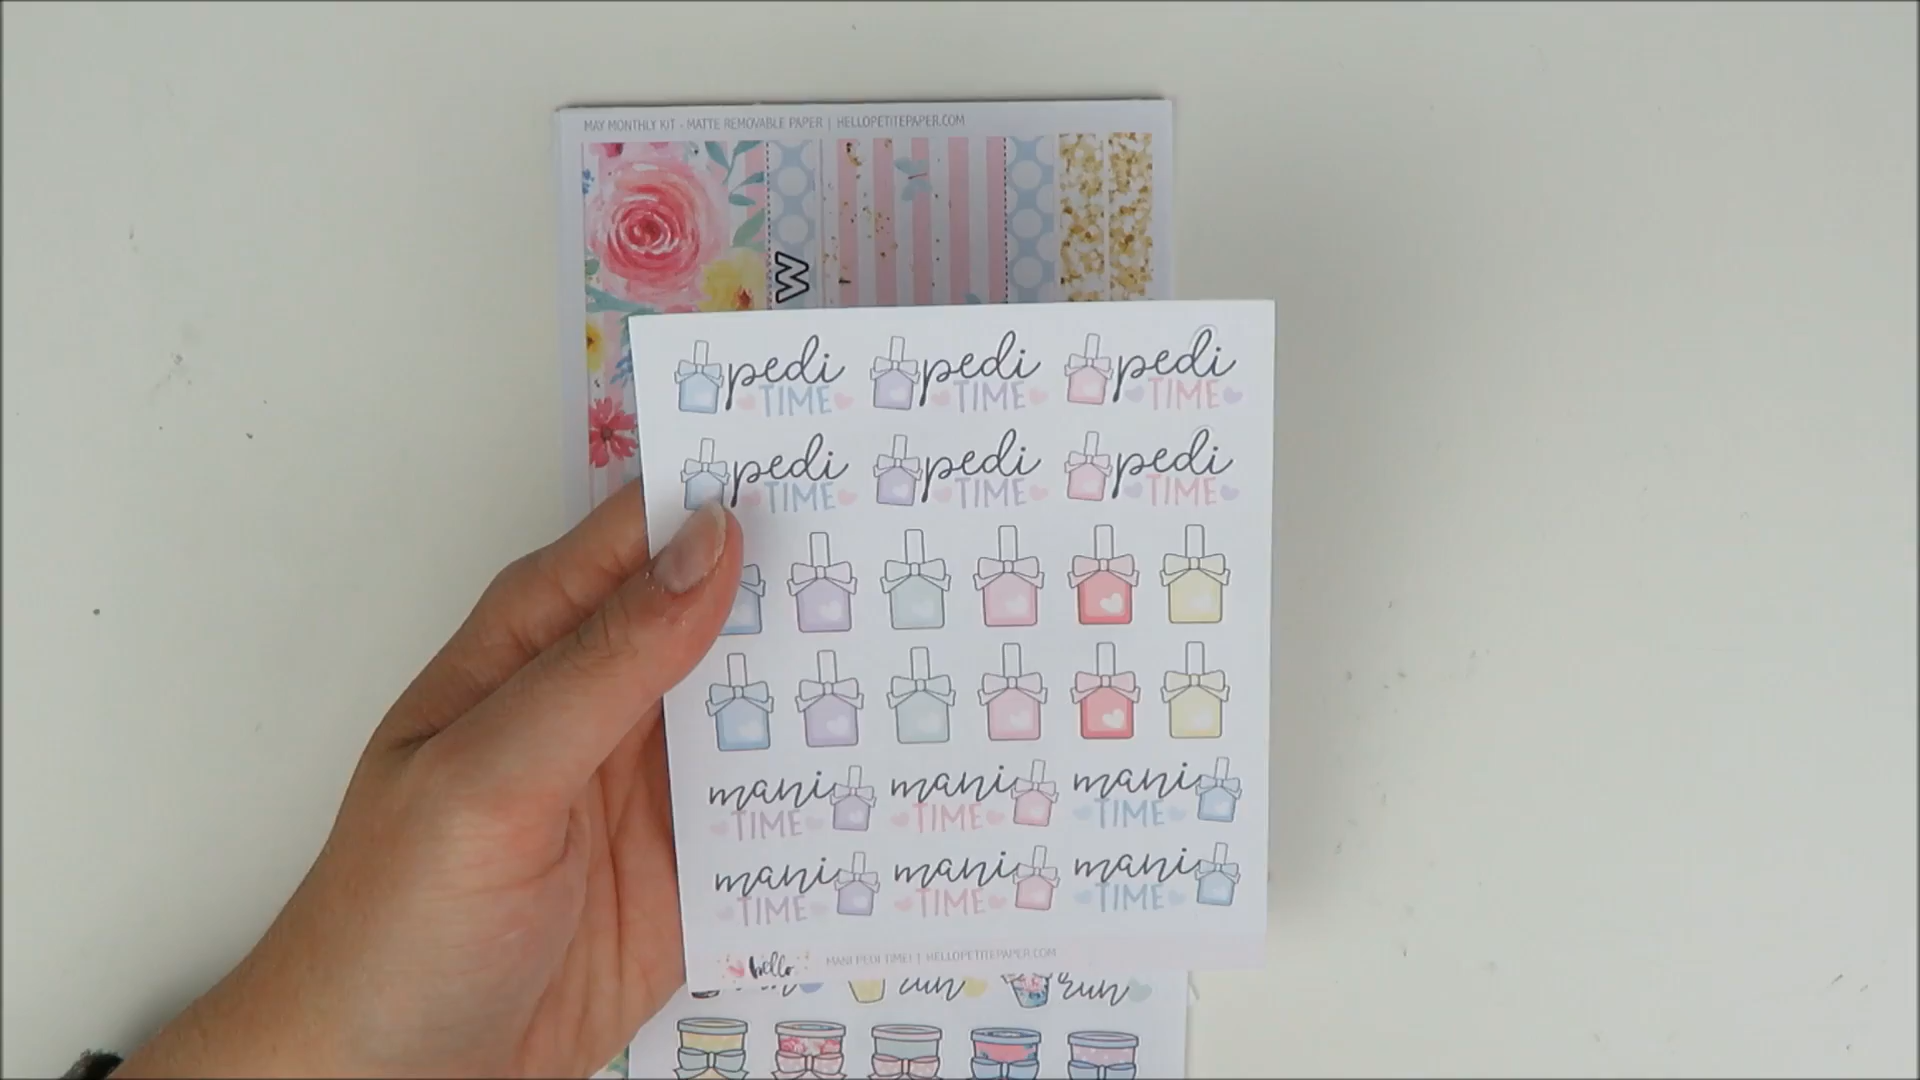 MAY MONTHLY KIT - MATTE REMOVABLE PAPER | HELLOPETITEPAPER.COM
W
pedi TIME pedi TIME pedi TIME
pedi TIME pedi TIME pedi TIME
mani TIME mani TIME mani TIME
mani TIME mani TIME mani TIME
hello MANI PEDI TIME! | HELLOPETITEPAPER.COM
run run